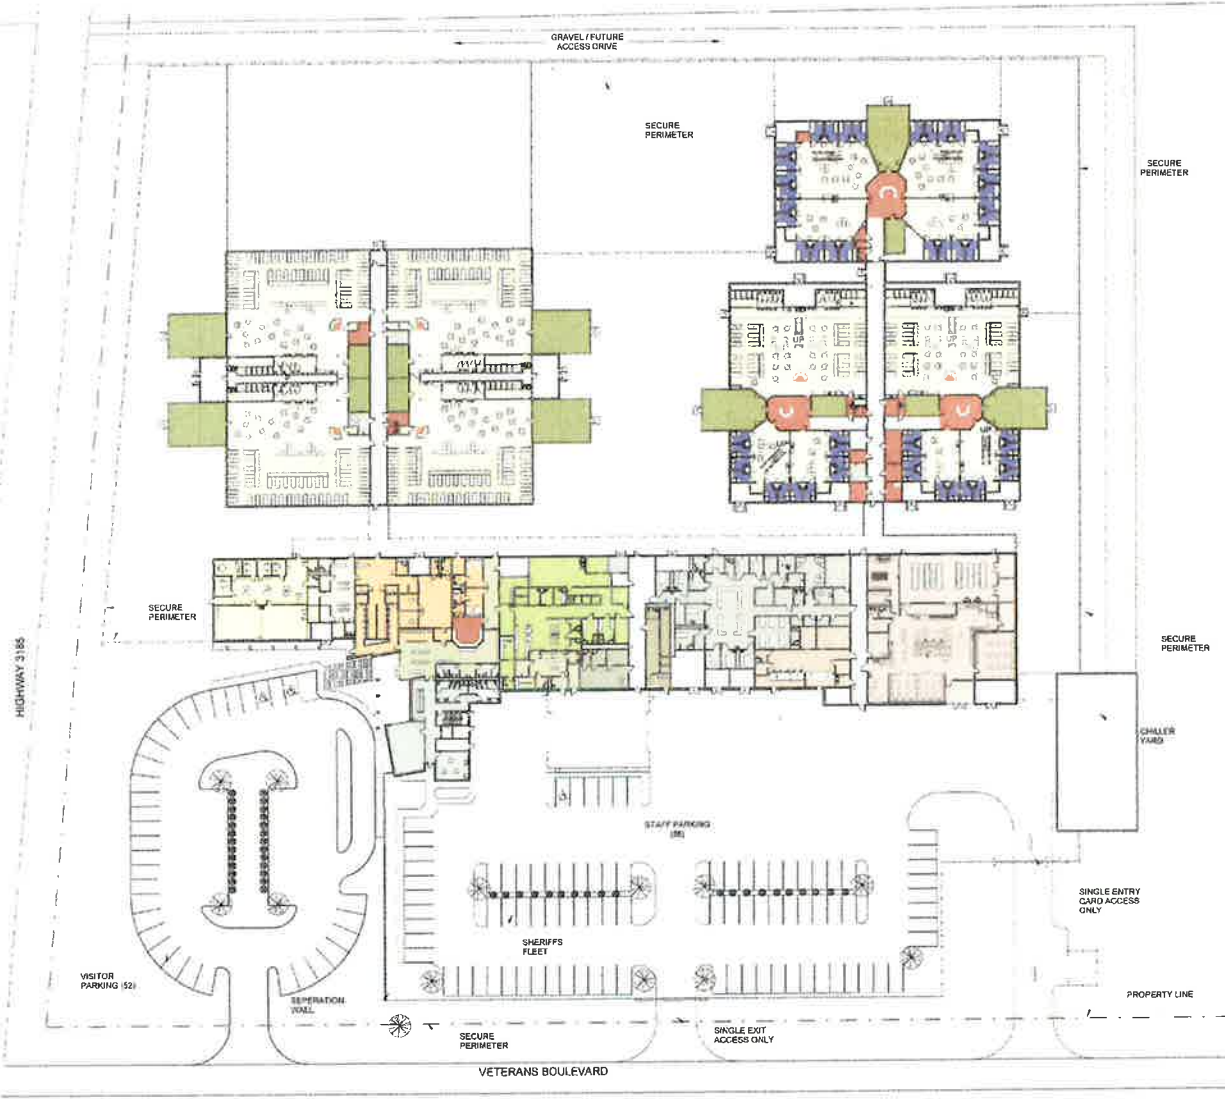 GRAVEL / FUTURE
ACCESS DRIVE
SECURE
PERIMETER
SECURE
PERIMETER
SECURE
PERIMETER
SECURE
PERIMETER
HIGHWAY 3185
CHILLER
YARD
STAFF PARKING
SINGLE ENTRY
CARD ACCESS
ONLY
SHERIFFS
FLEET
VISITOR
PARKING (52)
SEPERATION
WALL
PROPERTY LINE
SECURE
PERIMETER
SINGLE EXIT
ACCESS ONLY
VETERANS BOULEVARD